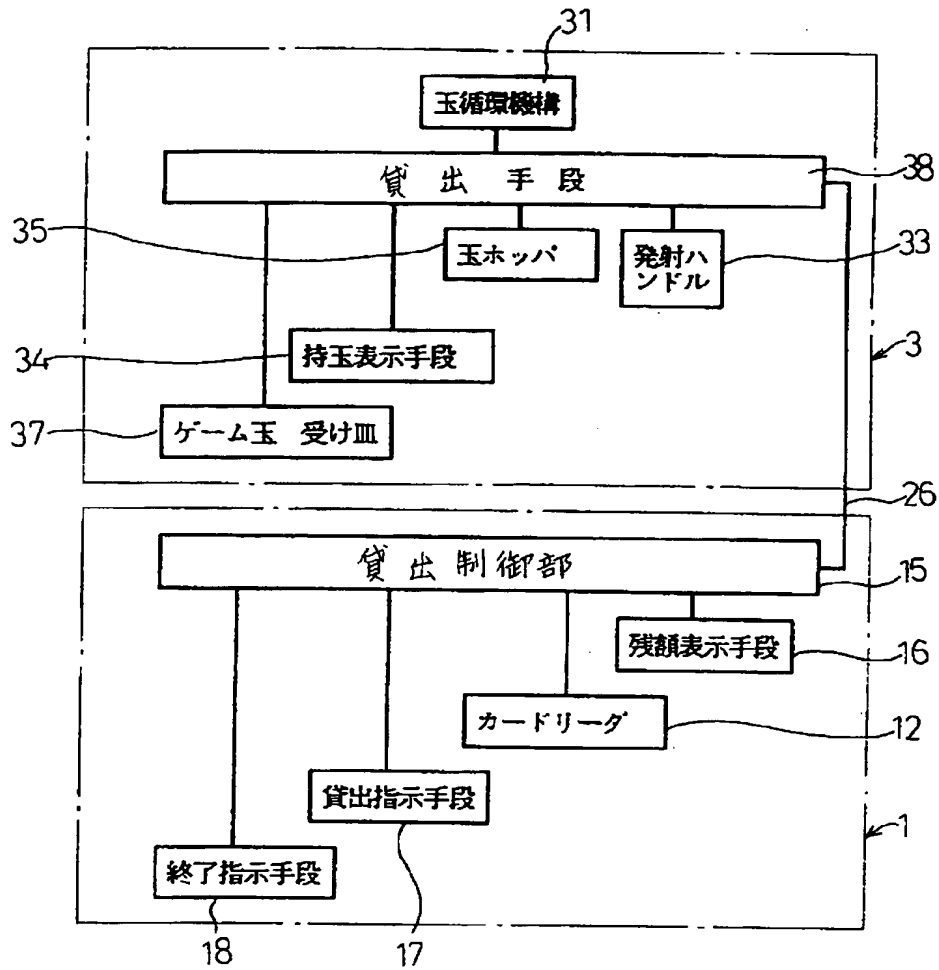 31
玉循環機構
貸出手段
38
35
玉ホッパ
発射ハ
ンドル
33
34
持玉表示手段
3
37
ゲーム玉 受け皿
26
貸出制御部
15
残額表示手段
16
カードリーダ
12
貸出指示手段
1
終了指示手段
18
17